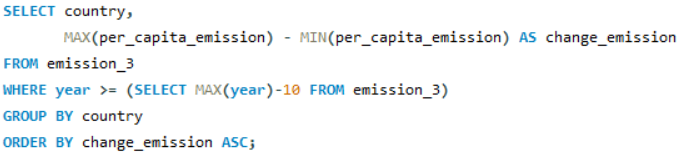 SELECT country,
MAX(per_capita_emission) - MIN(per_capita_emission) AS change_emission
FROM emission_3
WHERE year >= (SELECT MAX(year)-10 FROM emission_3)
GROUP BY country
ORDER BY change_emission ASC;